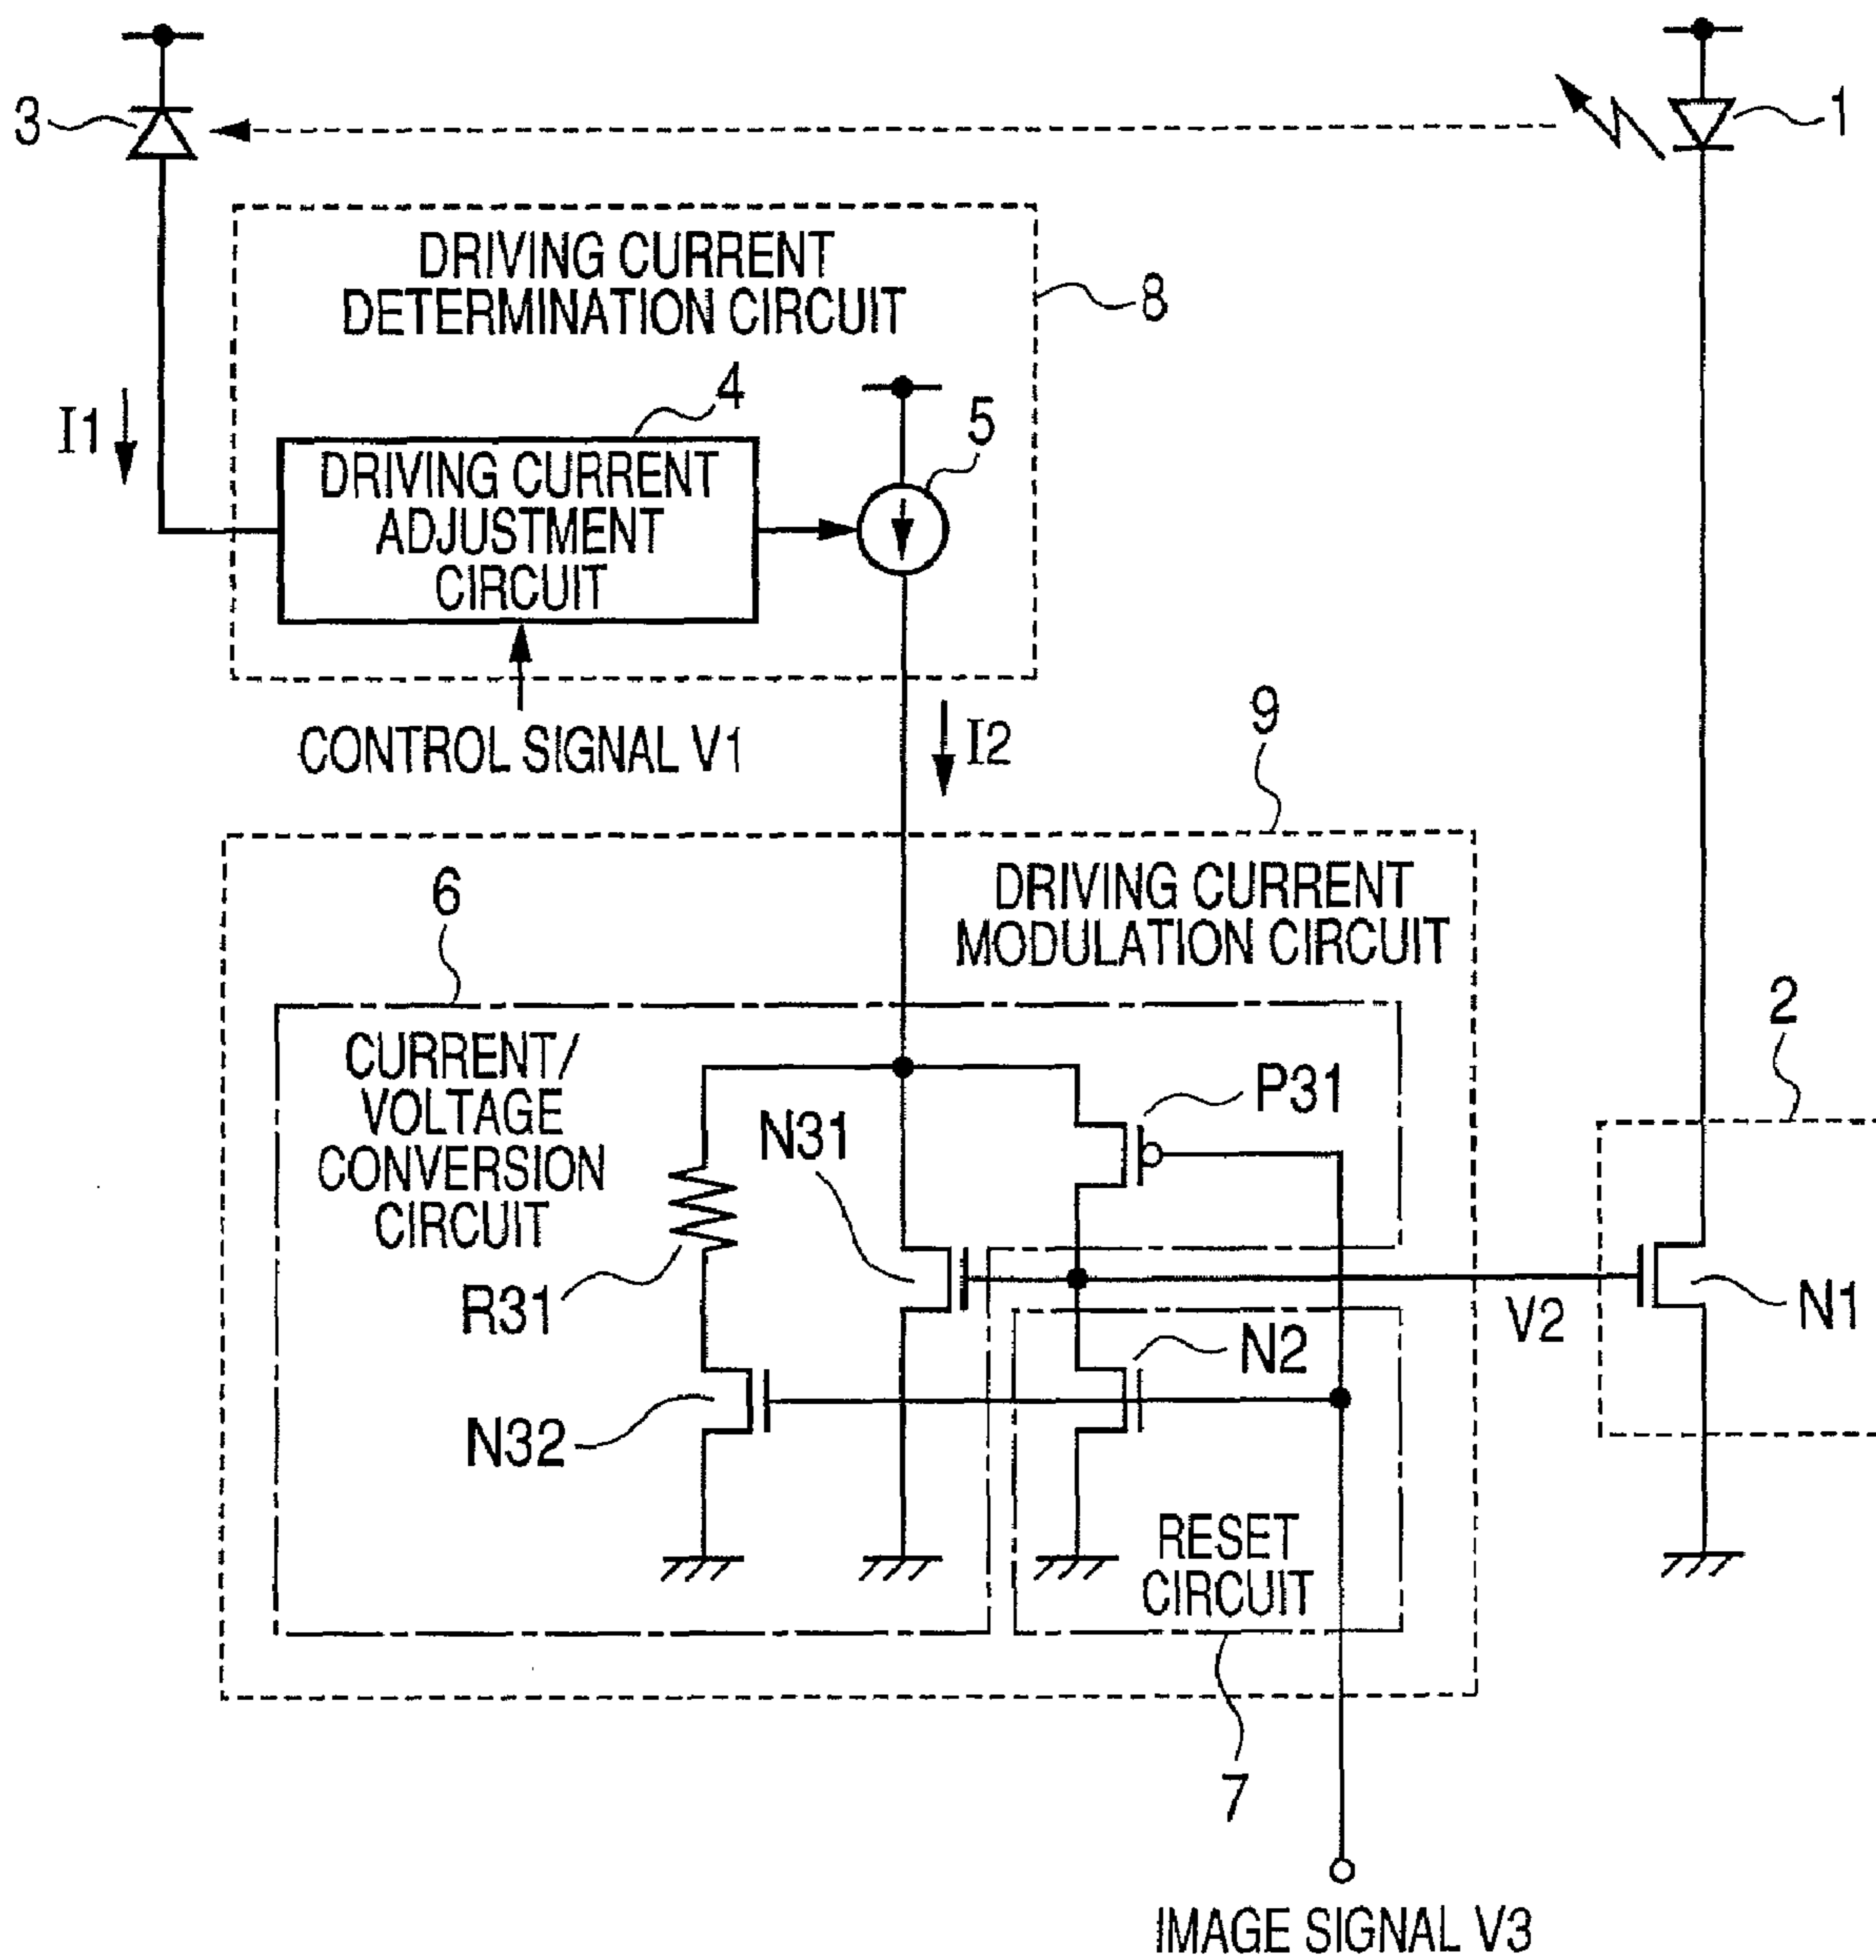 3
1
DRIVING CURRENT
DETERMINATION CIRCUIT
8
4
5
I1
DRIVING CURRENT
ADJUSTMENT
CIRCUIT
CONTROL SIGNAL V1
I2
9
DRIVING CURRENT
MODULATION CIRCUIT
6
2
CURRENT/
VOLTAGE
CONVERSION
CIRCUIT
P31
N31
R31
V2
N1
N2
N32
RESET
CIRCUIT
7
IMAGE SIGNAL V3